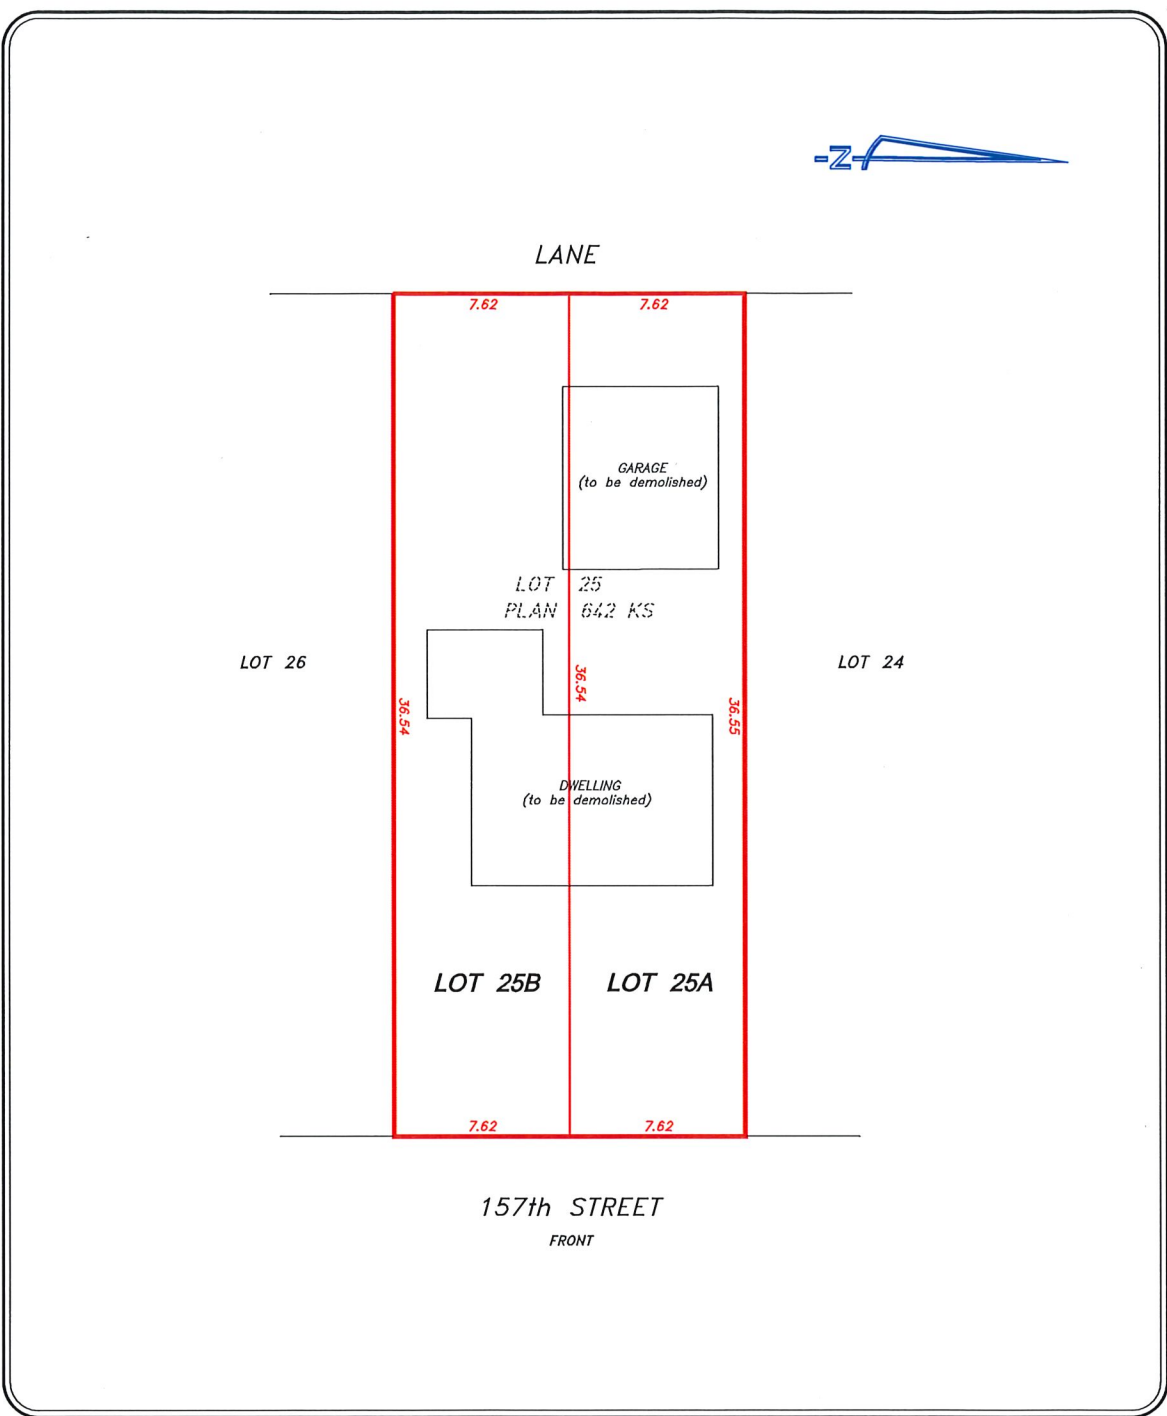 N
LANE
7.62 7.62
GARAGE
(to be demolished)
LOT 25
PLAN 642 KS
LOT 26
LOT 24
36.54
36.54
36.55
DWELLING
(to be demolished)
LOT 25B LOT 25A
7.62 7.62
157th STREET
FRONT